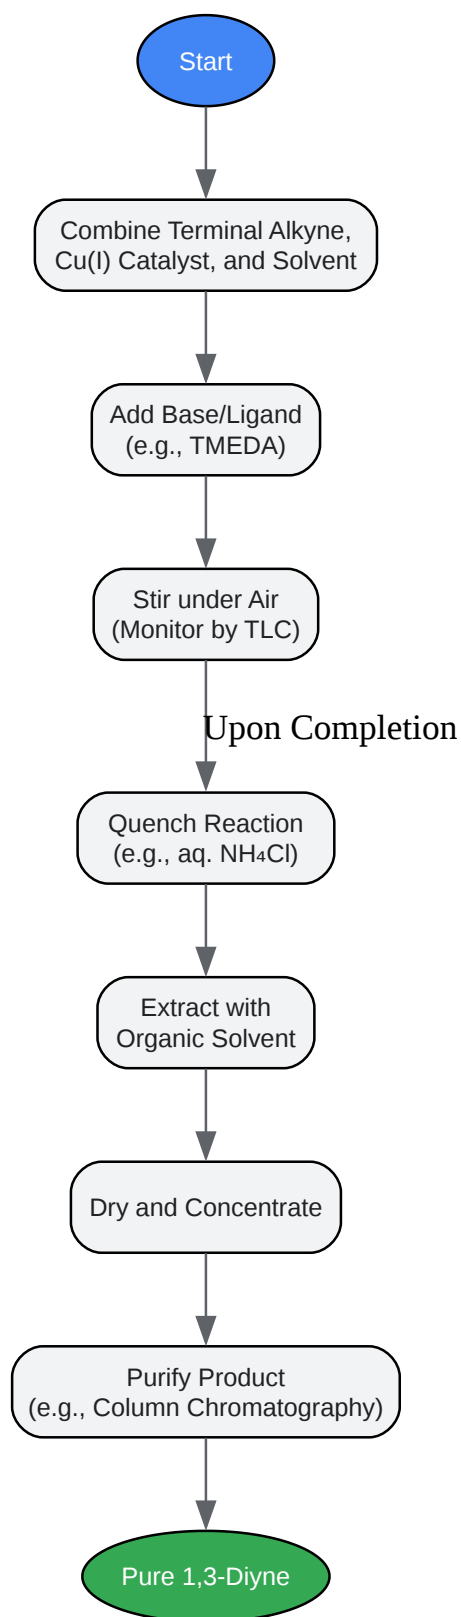 Start
Combine Terminal Alkyne,
Cu(I) Catalyst, and Solvent
Add Base/Ligand
(e.g., TMEDA)
Stir under Air
(Monitor by TLC)
Upon Completion
Quench Reaction
(e.g., aq. NH₄Cl)
Extract with
Organic Solvent
Dry and Concentrate
Purify Product
(e.g., Column Chromatography)
Pure 1,3-Diyne